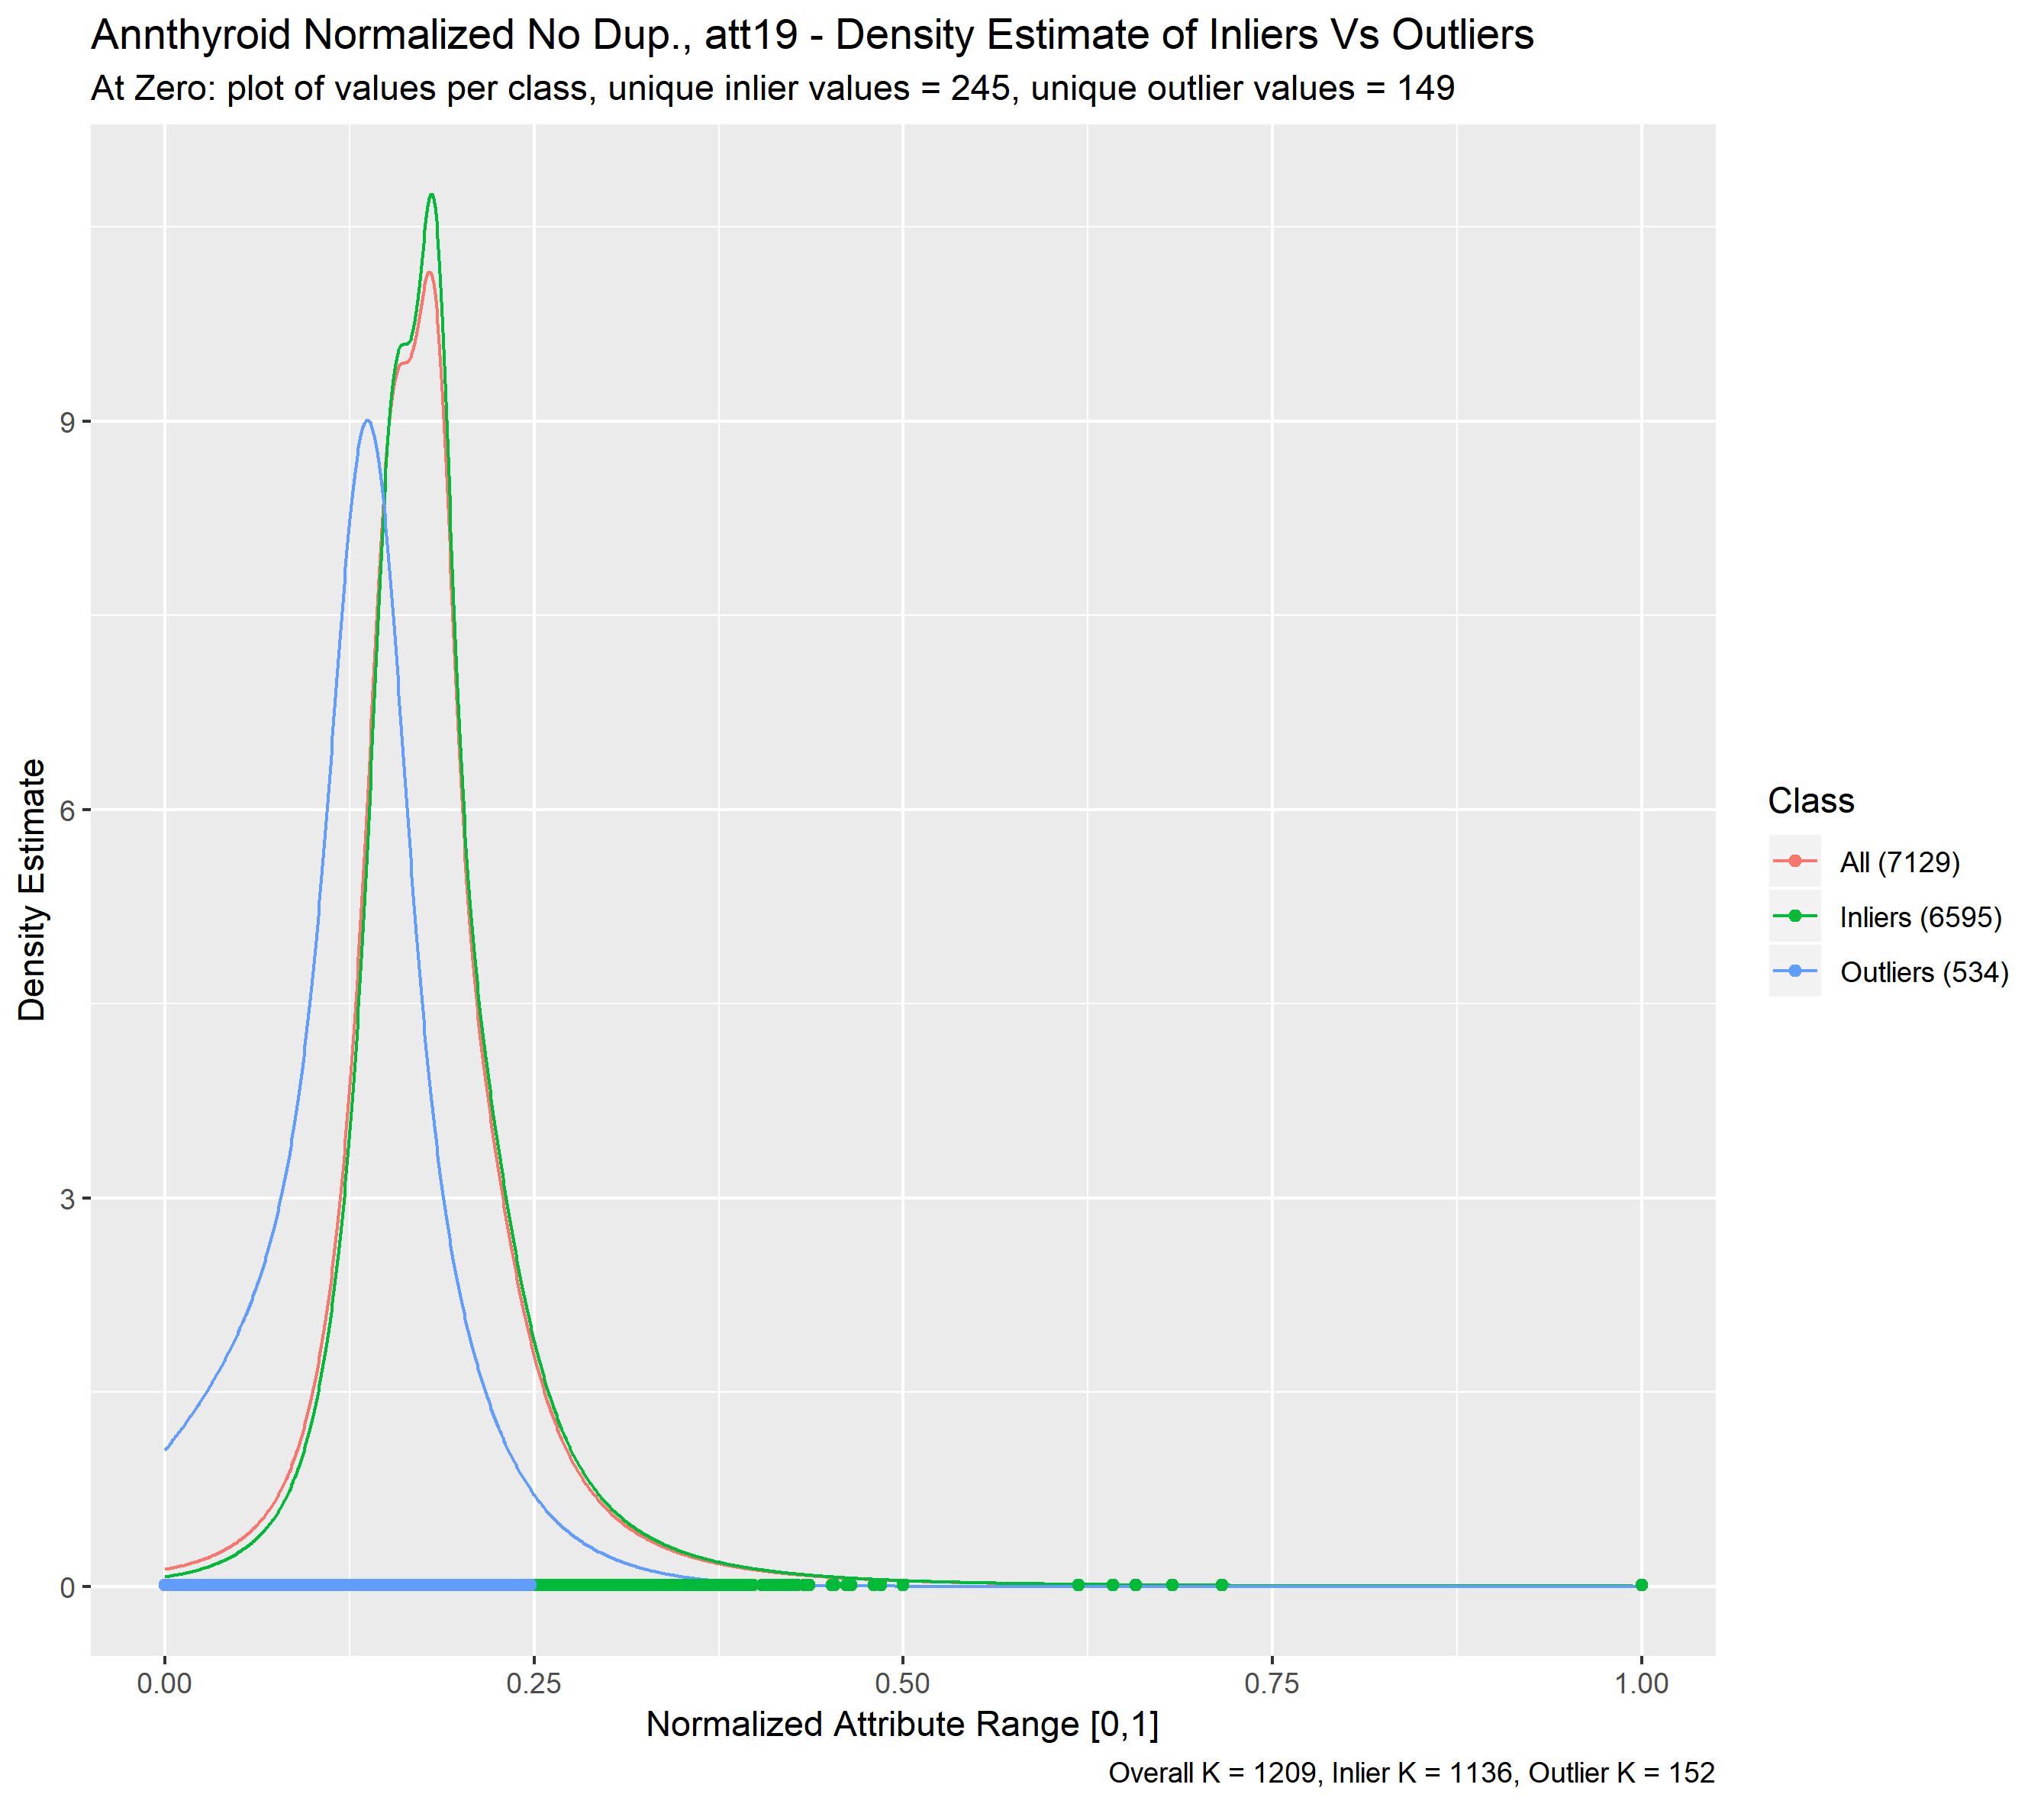 Annthyroid Normalized No Dup., att19 - Density Estimate of Inliers Vs Outliers
At Zero: plot of values per class, unique inlier values = 245, unique outlier values = 149
Density Estimate
9
6
3
0
0.00 0.25 0.50 0.75 1.00
Normalized Attribute Range [0,1]
Overall K = 1209, Inlier K = 1136, Outlier K = 152
Class
All (7129)
Inliers (6595)
Outliers (534)